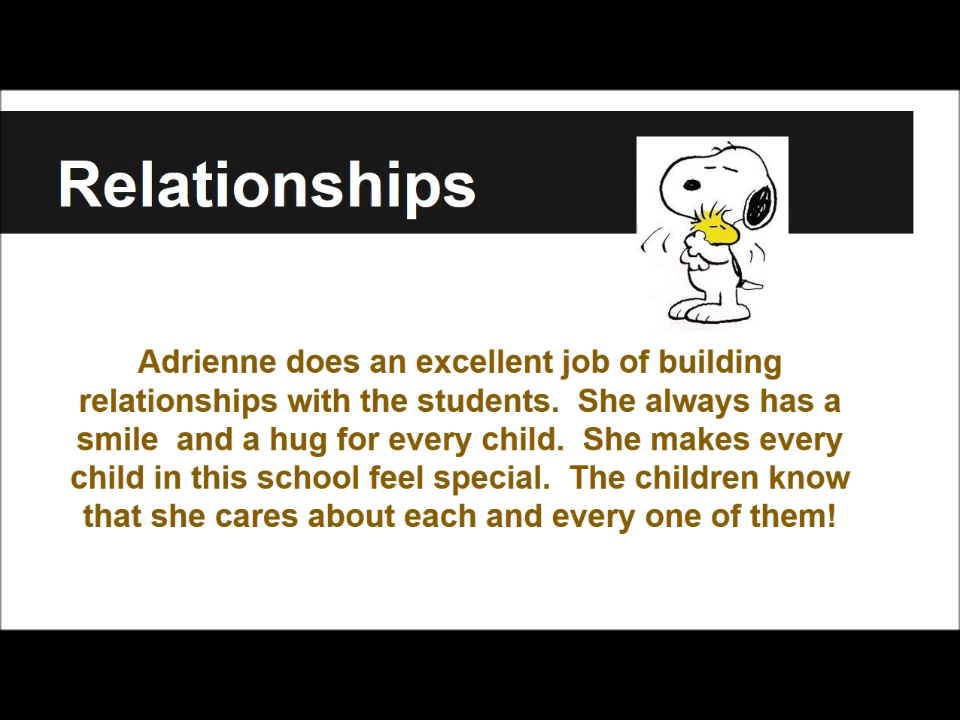 Relationships
Adrienne does an excellent job of building
relationships with the students.  She always has a
smile  and a hug for every child.  She makes every
child in this school feel special.  The children know
that she cares about each and every one of them!